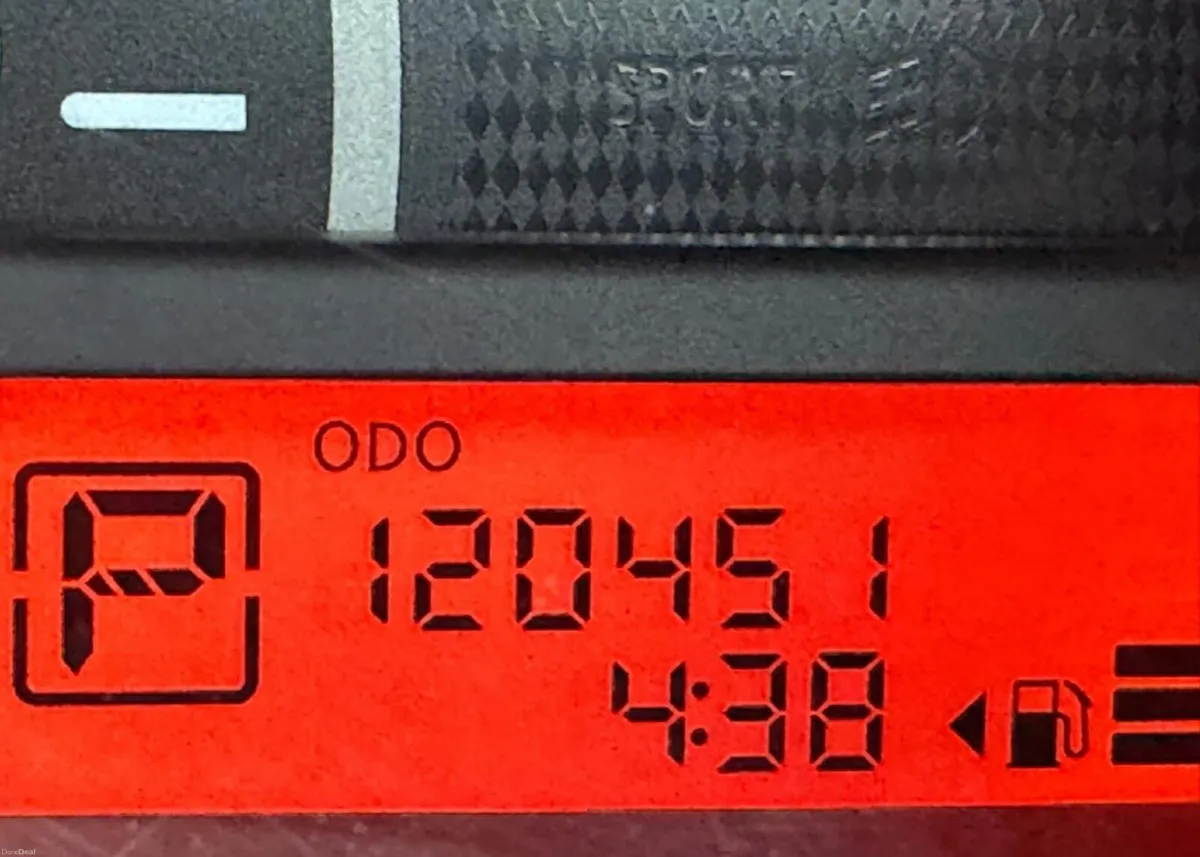 SPORT
ODO
P
120451
4:38
DoneDeal